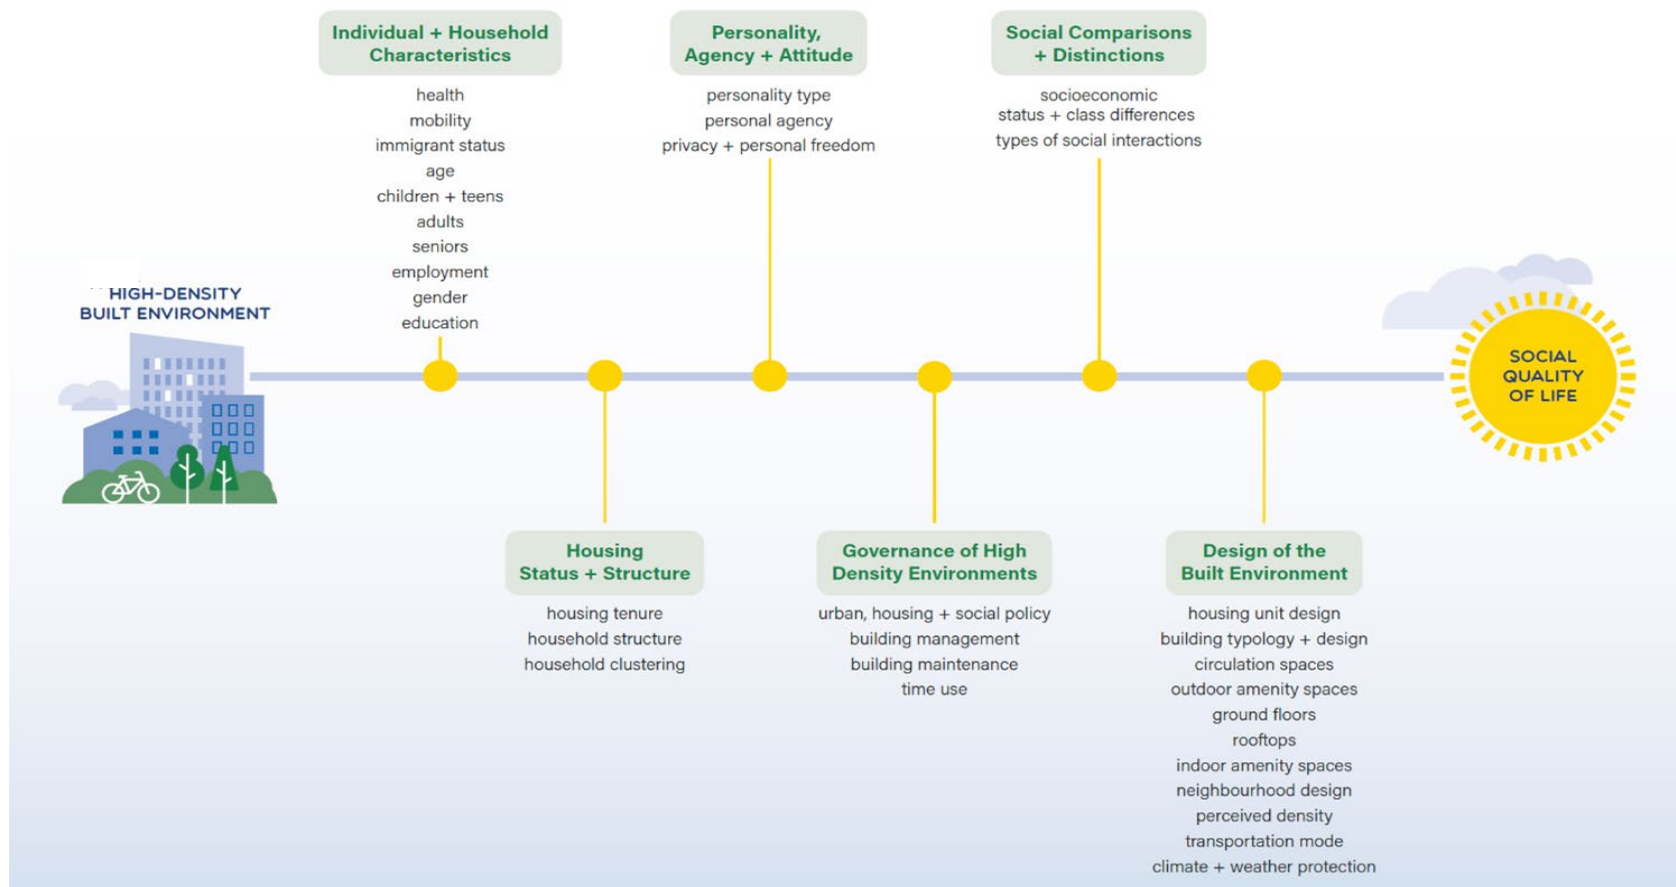 Individual + Household
Characteristics
health
mobility
immigrant status
age
children + teens
adults
seniors
employment
gender
education
Personality,
Agency + Attitude
personality type
personal agency
privacy + personal freedom
Social Comparisons
+ Distinctions
socioeconomic
status + class differences
types of social interactions
HIGH-DENSITY
BUILT ENVIRONMENT
SOCIAL
QUALITY
OF LIFE
Housing
Status + Structure
housing tenure
household structure
household clustering
Governance of High
Density Environments
urban, housing + social policy
building management
building maintenance
time use
Design of the
Built Environment
housing unit design
building typology + design
circulation spaces
outdoor amenity spaces
ground floors
rooftops
indoor amenity spaces
neighbourhood design
perceived density
transportation mode
climate + weather protection